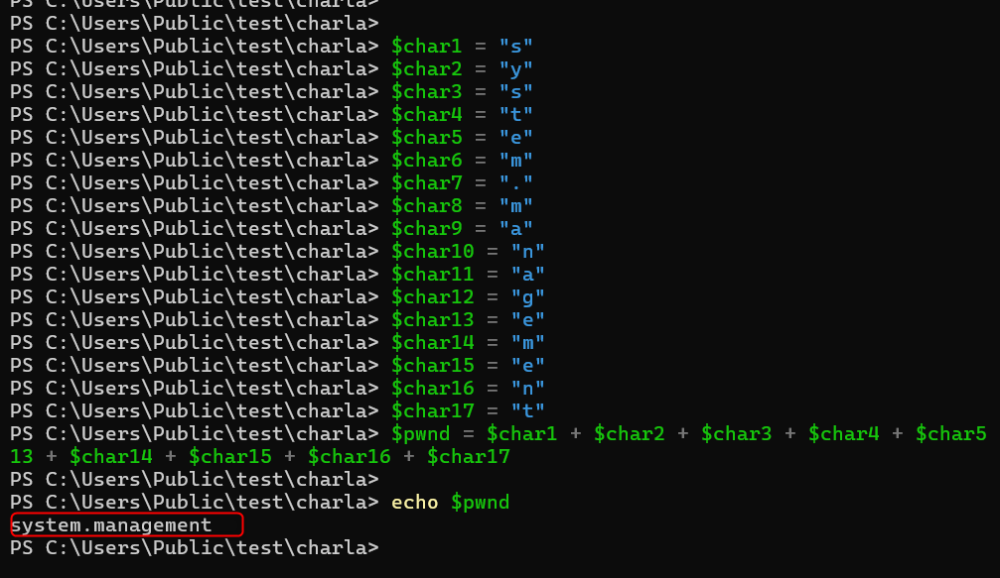 PS C:\Users\Public\test\charla>
PS C:\Users\Public\test\charla>
PS C:\Users\Public\test\charla> $char1 = "s"
PS C:\Users\Public\test\charla> $char2 = "y"
PS C:\Users\Public\test\charla> $char3 = "s"
PS C:\Users\Public\test\charla> $char4 = "t"
PS C:\Users\Public\test\charla> $char5 = "e"
PS C:\Users\Public\test\charla> $char6 = "m"
PS C:\Users\Public\test\charla> $char7 = "."
PS C:\Users\Public\test\charla> $char8 = "m"
PS C:\Users\Public\test\charla> $char9 = "a"
PS C:\Users\Public\test\charla> $char10 = "n"
PS C:\Users\Public\test\charla> $char11 = "a"
PS C:\Users\Public\test\charla> $char12 = "g"
PS C:\Users\Public\test\charla> $char13 = "e"
PS C:\Users\Public\test\charla> $char14 = "m"
PS C:\Users\Public\test\charla> $char15 = "e"
PS C:\Users\Public\test\charla> $char16 = "n"
PS C:\Users\Public\test\charla> $char17 = "t"
PS C:\Users\Public\test\charla> $pwnd = $char1 + $char2 + $char3 + $char4 + $char5
13 + $char14 + $char15 + $char16 + $char17
PS C:\Users\Public\test\charla>
PS C:\Users\Public\test\charla> echo $pwnd
system.management
PS C:\Users\Public\test\charla>